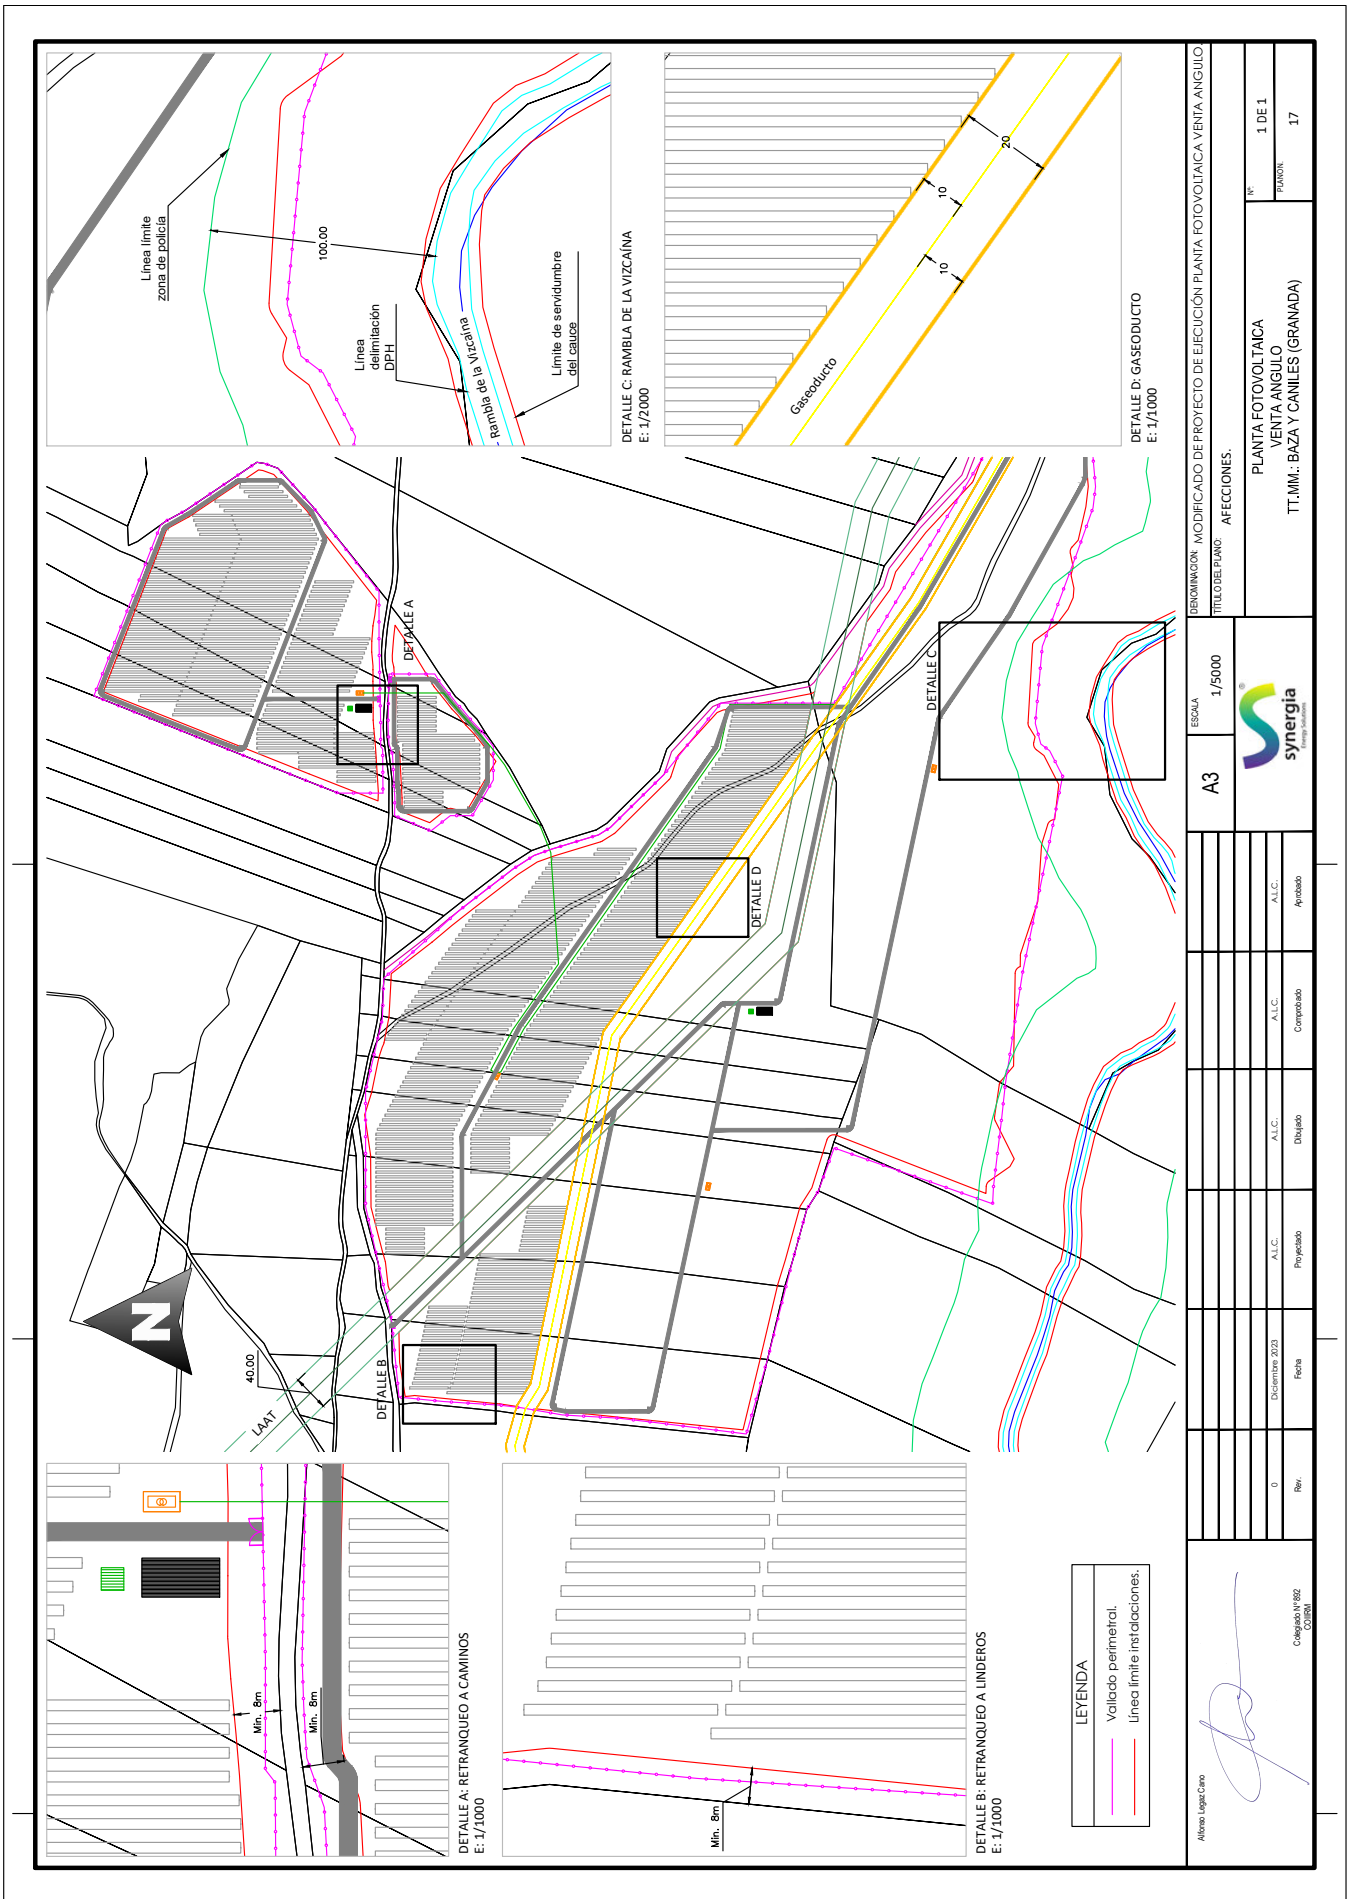 Min. 8m
Min. 8m
DETALLE A: RETRANQUEO A CAMINOS
E: 1/1000
Min. 8m
DETALLE B: RETRANQUEO A LINDEROS
E: 1/1000
LEYENDA
Vallado perimetral.
Línea límite instalaciones.
N
40.00
LAAT
DETALLE B
DETALLE A
DETALLE D
DETALLE C
Línea límite
zona de policía
100.00
Línea
delimitación
DPH
Rambla de la Vizcaína
Límite de servidumbre
del cauce
DETALLE C: RAMBLA DE LA VIZCAÍNA
E: 1/2000
Gaseoducto
10
10
20
DETALLE D: GASEODUCTO
E: 1/1000
Alfonso Legaz Cano
Colegiado Nº 892
COIIRM
0
Diciembre 2023
A.L.C.
A.L.C.
A.L.C.
A.L.C.
Rev.
Fecha
Proyectado
Dibujado
Comprobado
Aprobado
A3
ESCALA
1/5000
synergia
Energy Solutions
®
DENOMINACION: MODIFICADO DE PROYECTO DE EJECUCIÓN PLANTA FOTOVOLTAICA VENTA ANGULO.
TÍTULO DEL PLANO:
AFECCIONES.
PLANTA FOTOVOLTAICA
VENTA ANGULO
TT.MM.: BAZA Y CANILES (GRANADA)
Nº:
1 DE 1
PLANO N.
17